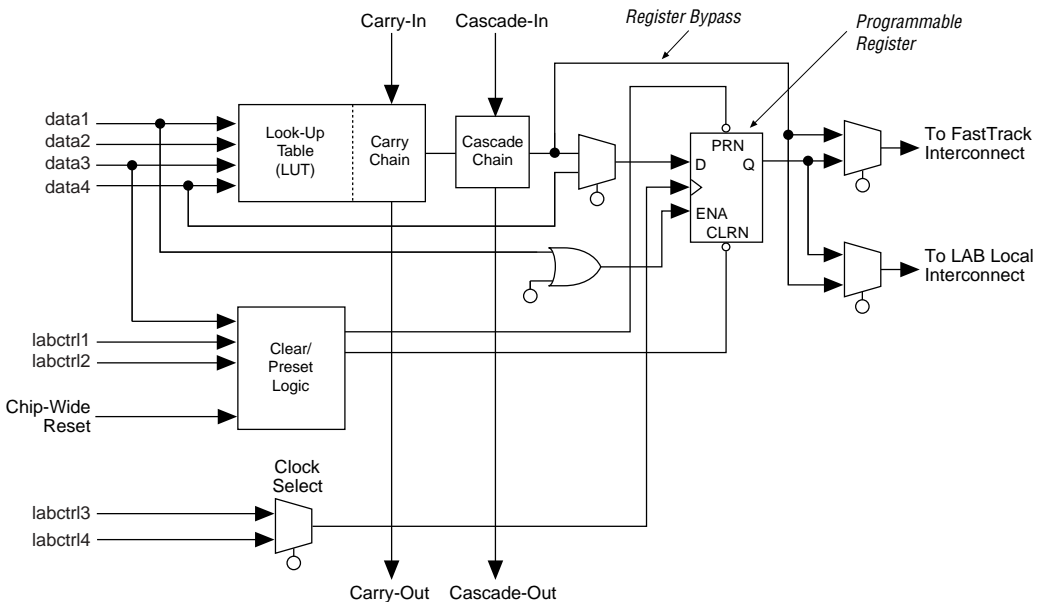 Carry-In
Cascade-In
Register Bypass
Programmable
Register
data1
data2
data3
data4
Look-Up
Table
(LUT)
Carry
Chain
Cascade
Chain
PRN
D
Q
ENA
CLRN
To FastTrack
Interconnect
To LAB Local
Interconnect
labctrl1
labctrl2
Chip-Wide
Reset
Clear/
Preset
Logic
Clock
Select
labctrl3
labctrl4
Carry-Out
Cascade-Out